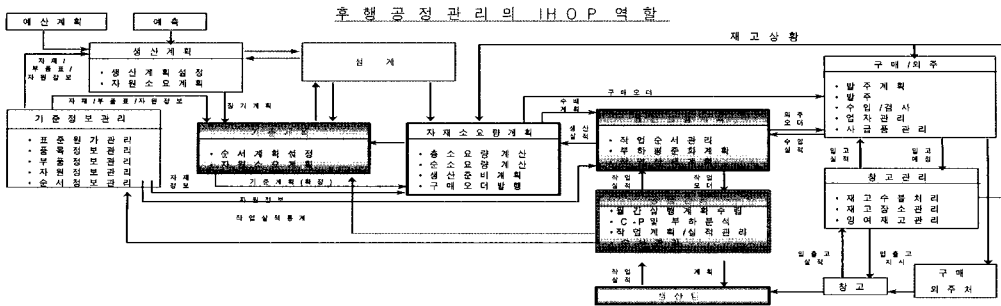 후행공정관리의 IHOP 역할
예산계획
예측
재고상황
생산계획
· 생산계획설정
· 자원소요계획
설계
구매/외주
· 발주계획
· 발주
· 수입/검사
· 업자관리
· 사급품관리
자재/
부품표/
자원정보
자재/부품표/자원정보
장기계획
구매오더
기준정보관리
· 표준원가관리
· 품목정보관리
· 부품정보관리
· 자원정보관리
· 순서정보관리
기준계획
· 순서계획설정
· 자원소요계획
자재소요량계획
· 총소요량계산
· 순소요량계산
· 생산준비계획
· 구매오더발행
수배
계획
생산
실적
· 작업순서관리
· 부하평준화계획
외주
오더
수입
실적
입고
실적
입고
예정
자재
정보
기준계획(확정)
자원정보
작업실적통계
작업
실적
작업
오더
· 월간실행계획수립
· C-P및부하분석
· 작업계획/실적관리
창고관리
· 재고수불처리
· 재고장소관리
· 잉여재고관리
입출고
실적
입출고
지시
작업
실적
계획
생산팀
창고
구매
외주처